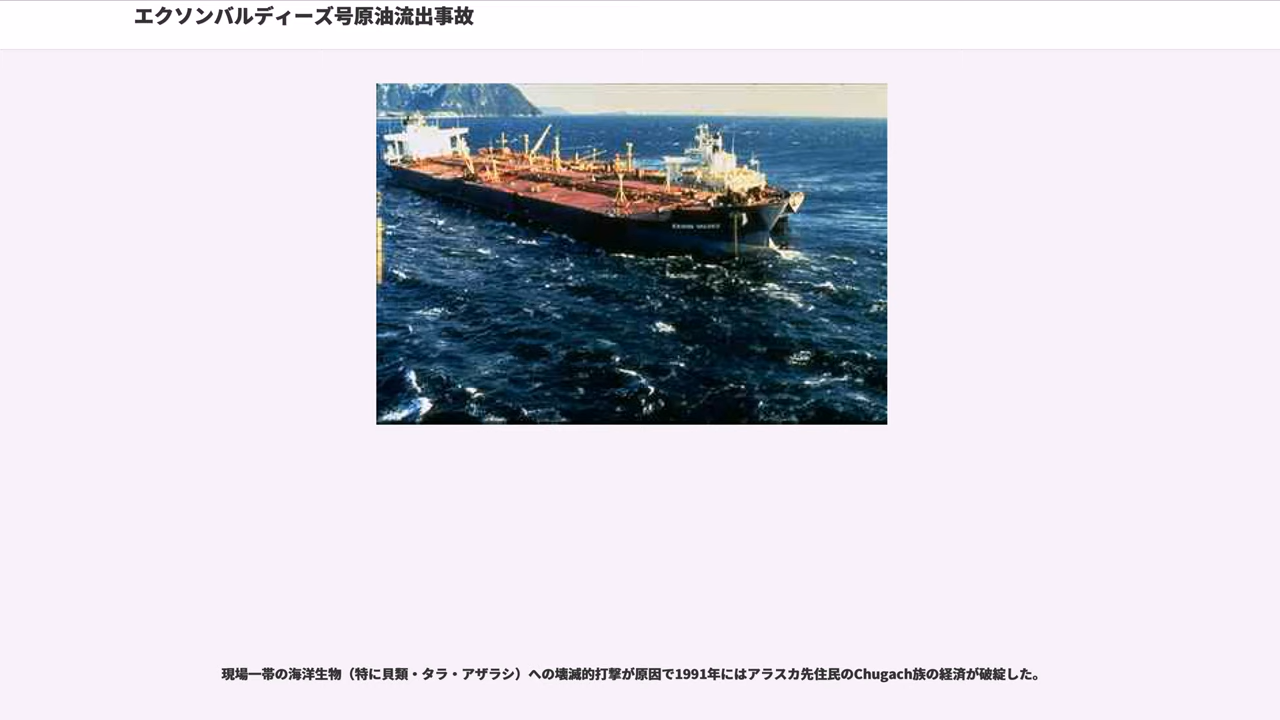 エクソンバルディーズ号原油流出事故
EXXON VALDEZ
現場一帯の海洋生物（特に貝類・タラ・アザラシ）への壊滅的打撃が原因で1991年にはアラスカ先住民のChugach族の経済が破綻した。